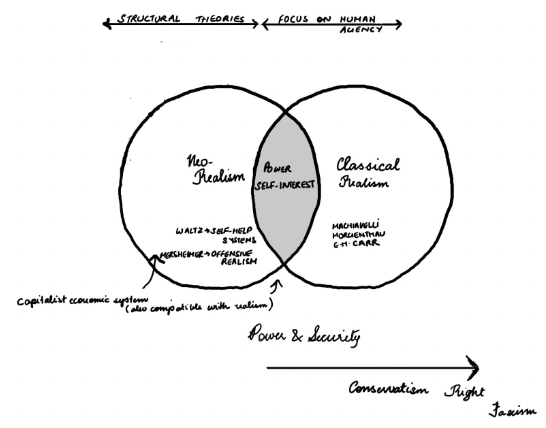 STRUCTURAL THEORIES
FOCUS ON HUMAN
AGENCY
Neo-
Realism
POWER
SELF-INTEREST
Classical
Realism
WALTZ → SELF-HELP
SYSTEMS
MERSHEIMER → OFFENSIVE
REALISM
MACHIAVELLI
MORGENTHAU
E·H·CARR
Capitalist economic system
(also compatible with realism)
Power & Security
Conservatism Right
Fascism